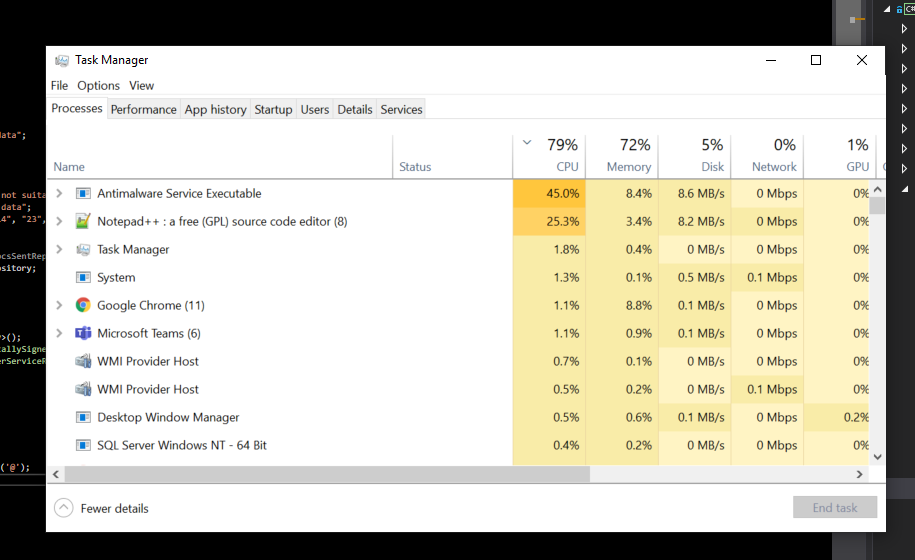 C#
Task Manager
File Options View
Processes Performance App history Startup Users Details Services
79% 72% 5% 0% 1%
Name Status CPU Memory Disk Network GPU
Antimalware Service Executable 45.0% 8.4% 8.6 MB/s 0 Mbps 0%
Notepad++ : a free (GPL) source code editor (8) 25.3% 3.4% 8.2 MB/s 0 Mbps 0%
Task Manager 1.8% 0.4% 0 MB/s 0 Mbps 0%
System 1.3% 0.1% 0.5 MB/s 0.1 Mbps 0%
Google Chrome (11) 1.1% 8.8% 0.1 MB/s 0 Mbps 0%
Microsoft Teams (6) 1.1% 0.9% 0.1 MB/s 0 Mbps 0%
WMI Provider Host 0.7% 0.1% 0 MB/s 0 Mbps 0%
WMI Provider Host 0.5% 0.2% 0 MB/s 0.1 Mbps 0%
Desktop Window Manager 0.5% 0.6% 0.1 MB/s 0 Mbps 0.2%
SQL Server Windows NT - 64 Bit 0.4% 0.2% 0 MB/s 0 Mbps 0%
Fewer details End task
data";
not suita
data";
4", "23",
ocsSentRep
ository;
>();
allySigne
erServiceR
('@');